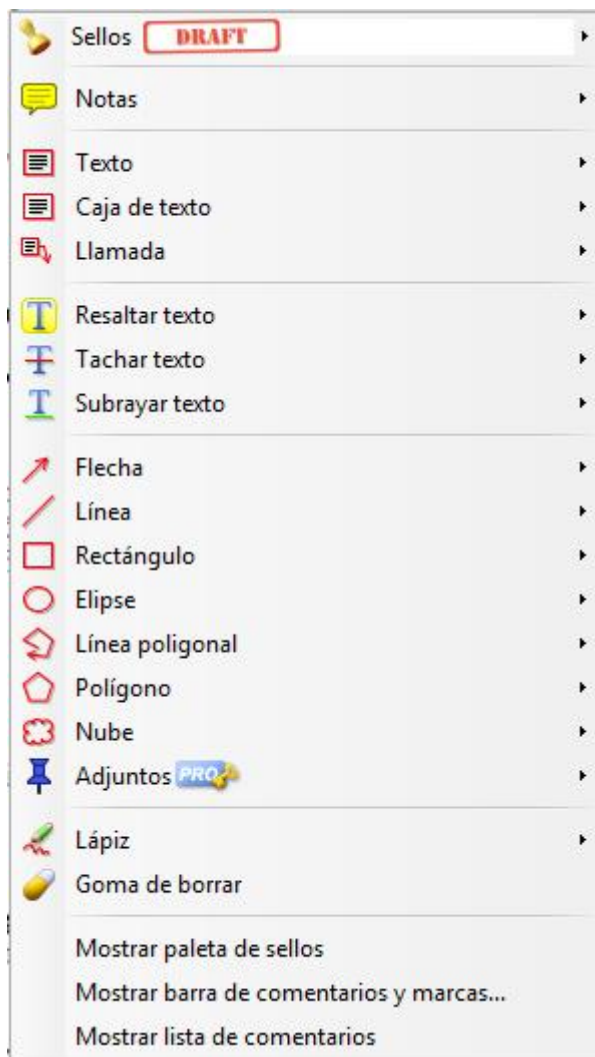 Sellos DRAFT
Notas
Texto
Caja de texto
Llamada
Resaltar texto
Tachar texto
Subrayar texto
Flecha
Línea
Rectángulo
Elipse
Línea poligonal
Polígono
Nube
Adjuntos PRO
Lápiz
Goma de borrar
Mostrar paleta de sellos
Mostrar barra de comentarios y marcas...
Mostrar lista de comentarios